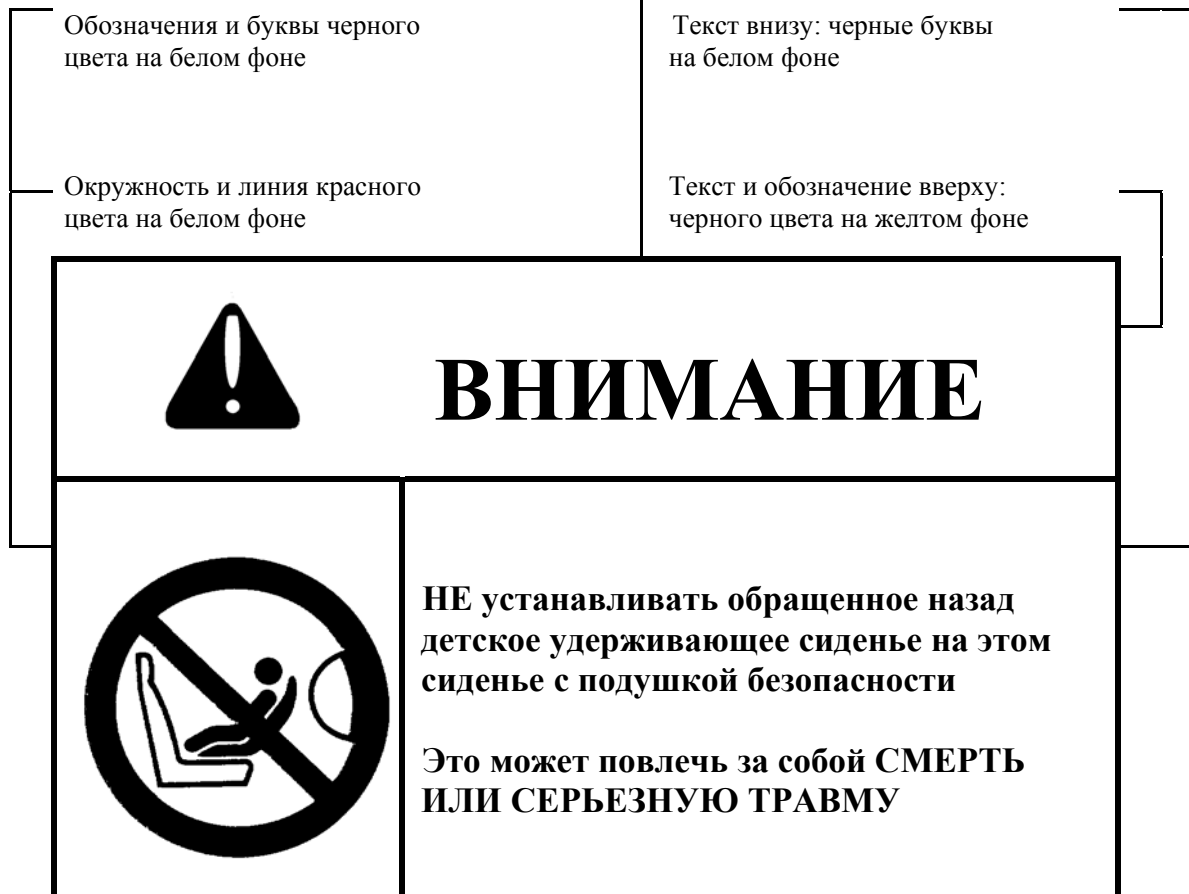 Обозначения и буквы черного
цвета на белом фоне
Текст внизу: черные буквы
на белом фоне
Окружность и линия красного
цвета на белом фоне
Текст и обозначение вверху:
черного цвета на желтом фоне
ВНИМАНИЕ
НЕ устанавливать обращенное назад
детское удерживающее сиденье на этом
сиденье с подушкой безопасности
Это может повлечь за собой СМЕРТЬ
ИЛИ СЕРЬЕЗНУЮ ТРАВМУ